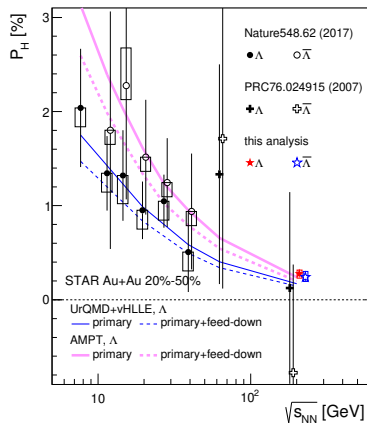 P_H [%]
3
Nature548.62 (2017)
Λ Λ̅
PRC76.024915 (2007)
2
Λ Λ̅
this analysis
Λ Λ̅
1
STAR Au+Au 20%-50%
0
UrQMD+vHLLE, Λ
primary primary+feed-down
AMPT, Λ
primary primary+feed-down
10 10²
√s_NN [GeV]